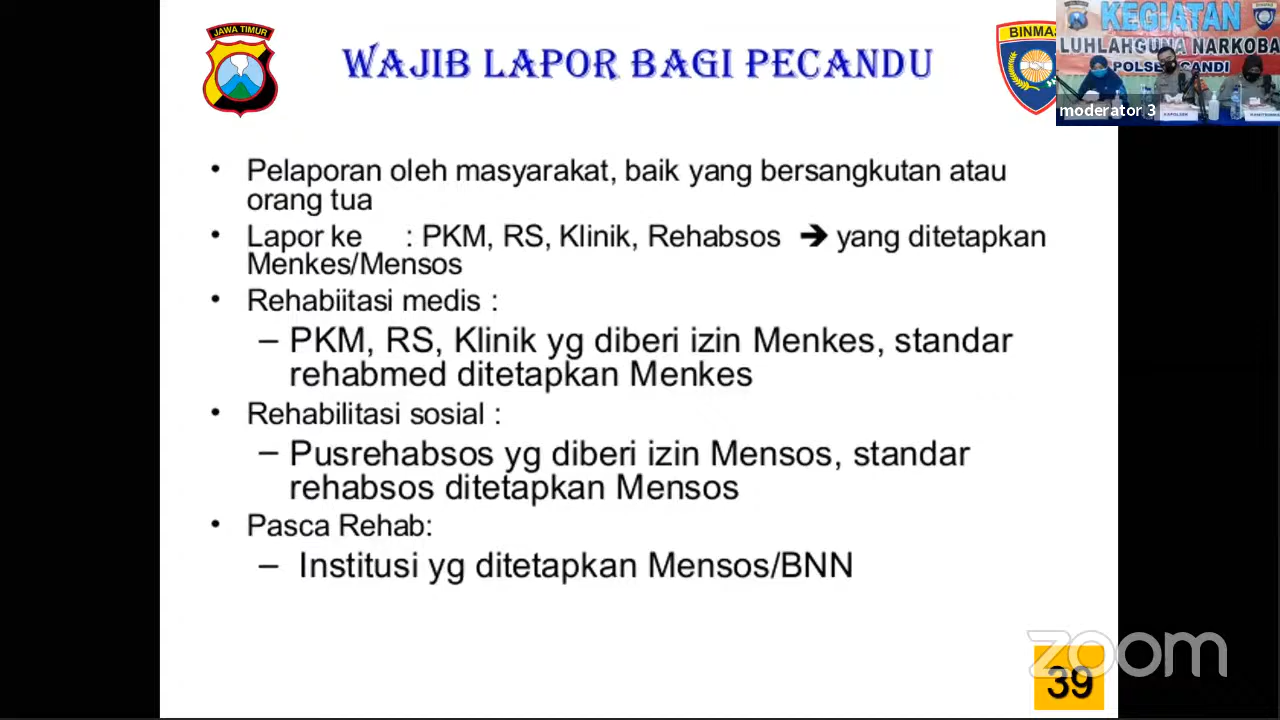 JAWA TIMUR
WAJIB LAPOR BAGI PECANDU
BINMAS
KEGIATAN
LUHLAHGUNA NARKOBA
POLSEK CANDI
moderator 3
KAPOLSEK
• Pelaporan oleh masyarakat, baik yang bersangkutan atau
orang tua
• Lapor ke : PKM, RS, Klinik, Rehabsos ➔ yang ditetapkan
Menkes/Mensos
• Rehabiitasi medis :
– PKM, RS, Klinik yg diberi izin Menkes, standar
rehabmed ditetapkan Menkes
• Rehabilitasi sosial :
– Pusrehabsos yg diberi izin Mensos, standar
rehabsos ditetapkan Mensos
• Pasca Rehab:
– Institusi yg ditetapkan Mensos/BNN
zoom
39